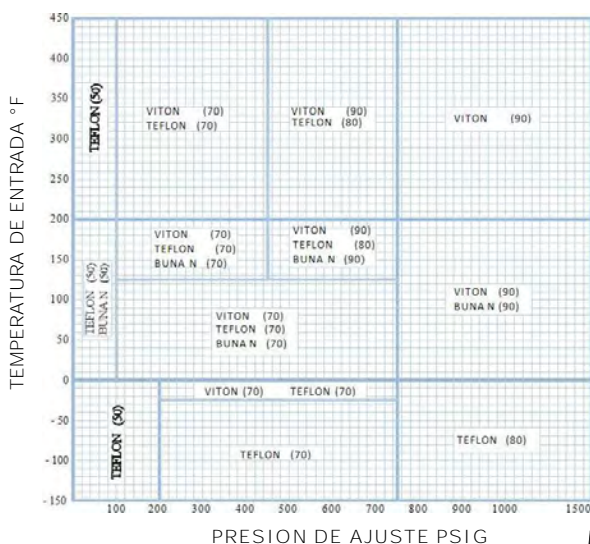 TEMPERATURA DE ENTRADA °F
450
350
300
250
200
150
100
50
0
- 50
- 100
- 150
TEFLON (50)
VITON (70)
TEFLON (70)
VITON (90)
TEFLON (80)
VITON (90)
TEFLON (50)
BUNA N (50)
VITON (70)
TEFLON (70)
BUNA N (70)
VITON (90)
TEFLON (80)
BUNA N (90)
VITON (70)
TEFLON (70)
BUNA N (70)
VITON (90)
BUNA N (90)
TEFLON (50)
VITON (70) TEFLON (70)
TEFLON (70)
TEFLON (80)
100 200 300 400 500 600 700 800 900 1000 1500
PRESION DE AJUSTE PSIG